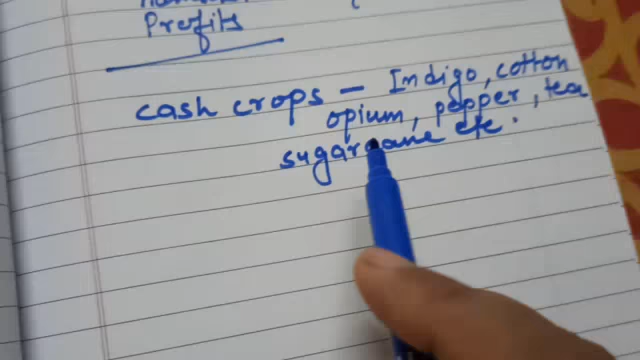 Profits
cash crops – Indigo, cotton
opium, pepper, tea
sugarcane etc.